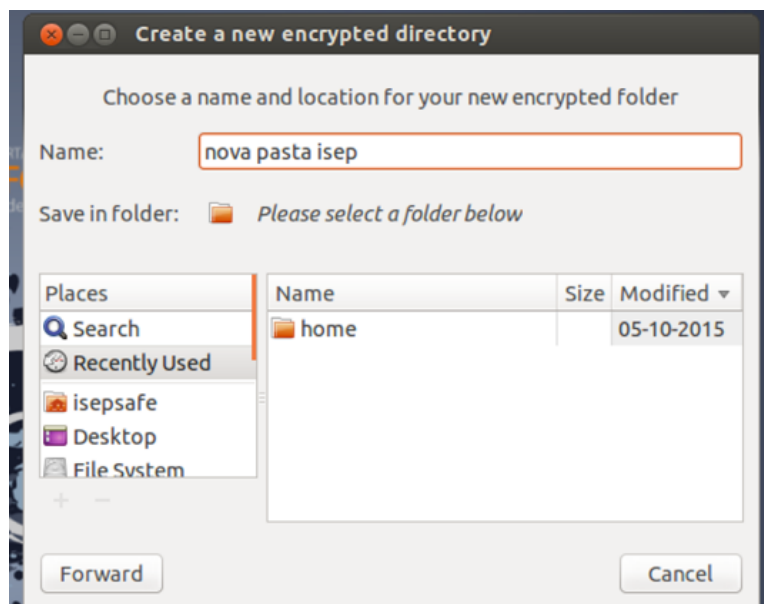 Create a new encrypted directory
Choose a name and location for your new encrypted folder
Name: nova pasta isep
Save in folder: Please select a folder below
Places
Search
Recently Used
isepsafe
Desktop
File System
Name Size Modified
home 05-10-2015
Forward Cancel